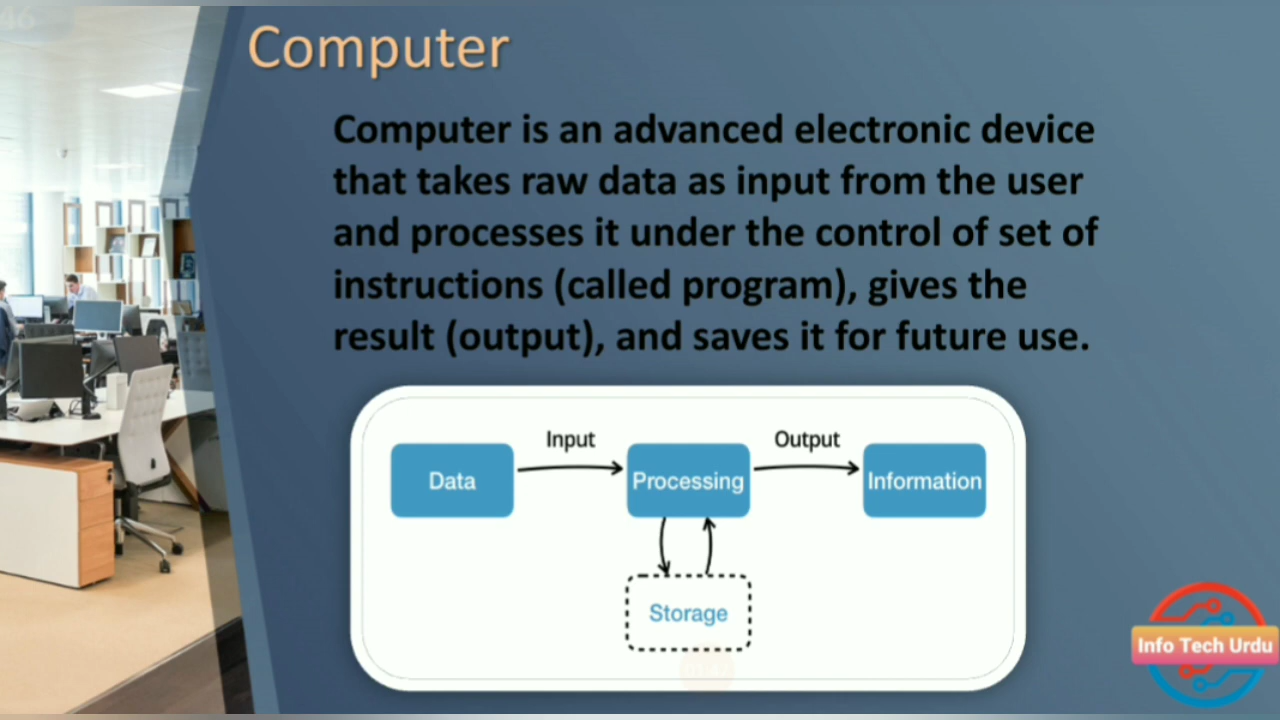 Computer
Computer is an advanced electronic device
that takes raw data as input from the user
and processes it under the control of set of
instructions (called program), gives the
result (output), and saves it for future use.
Input
Output
Data
Processing
Information
Storage
Info Tech Urdu